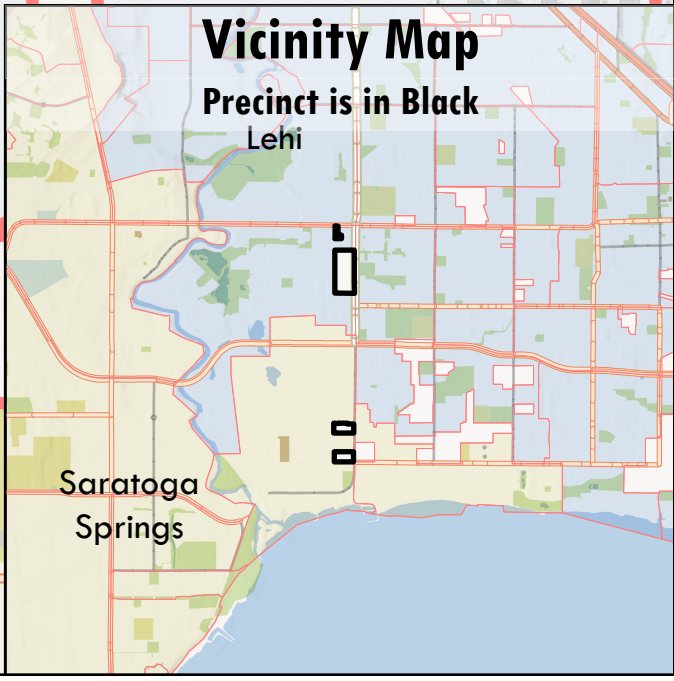 Vicinity Map
Precinct is in Black
Lehi
Saratoga
Springs